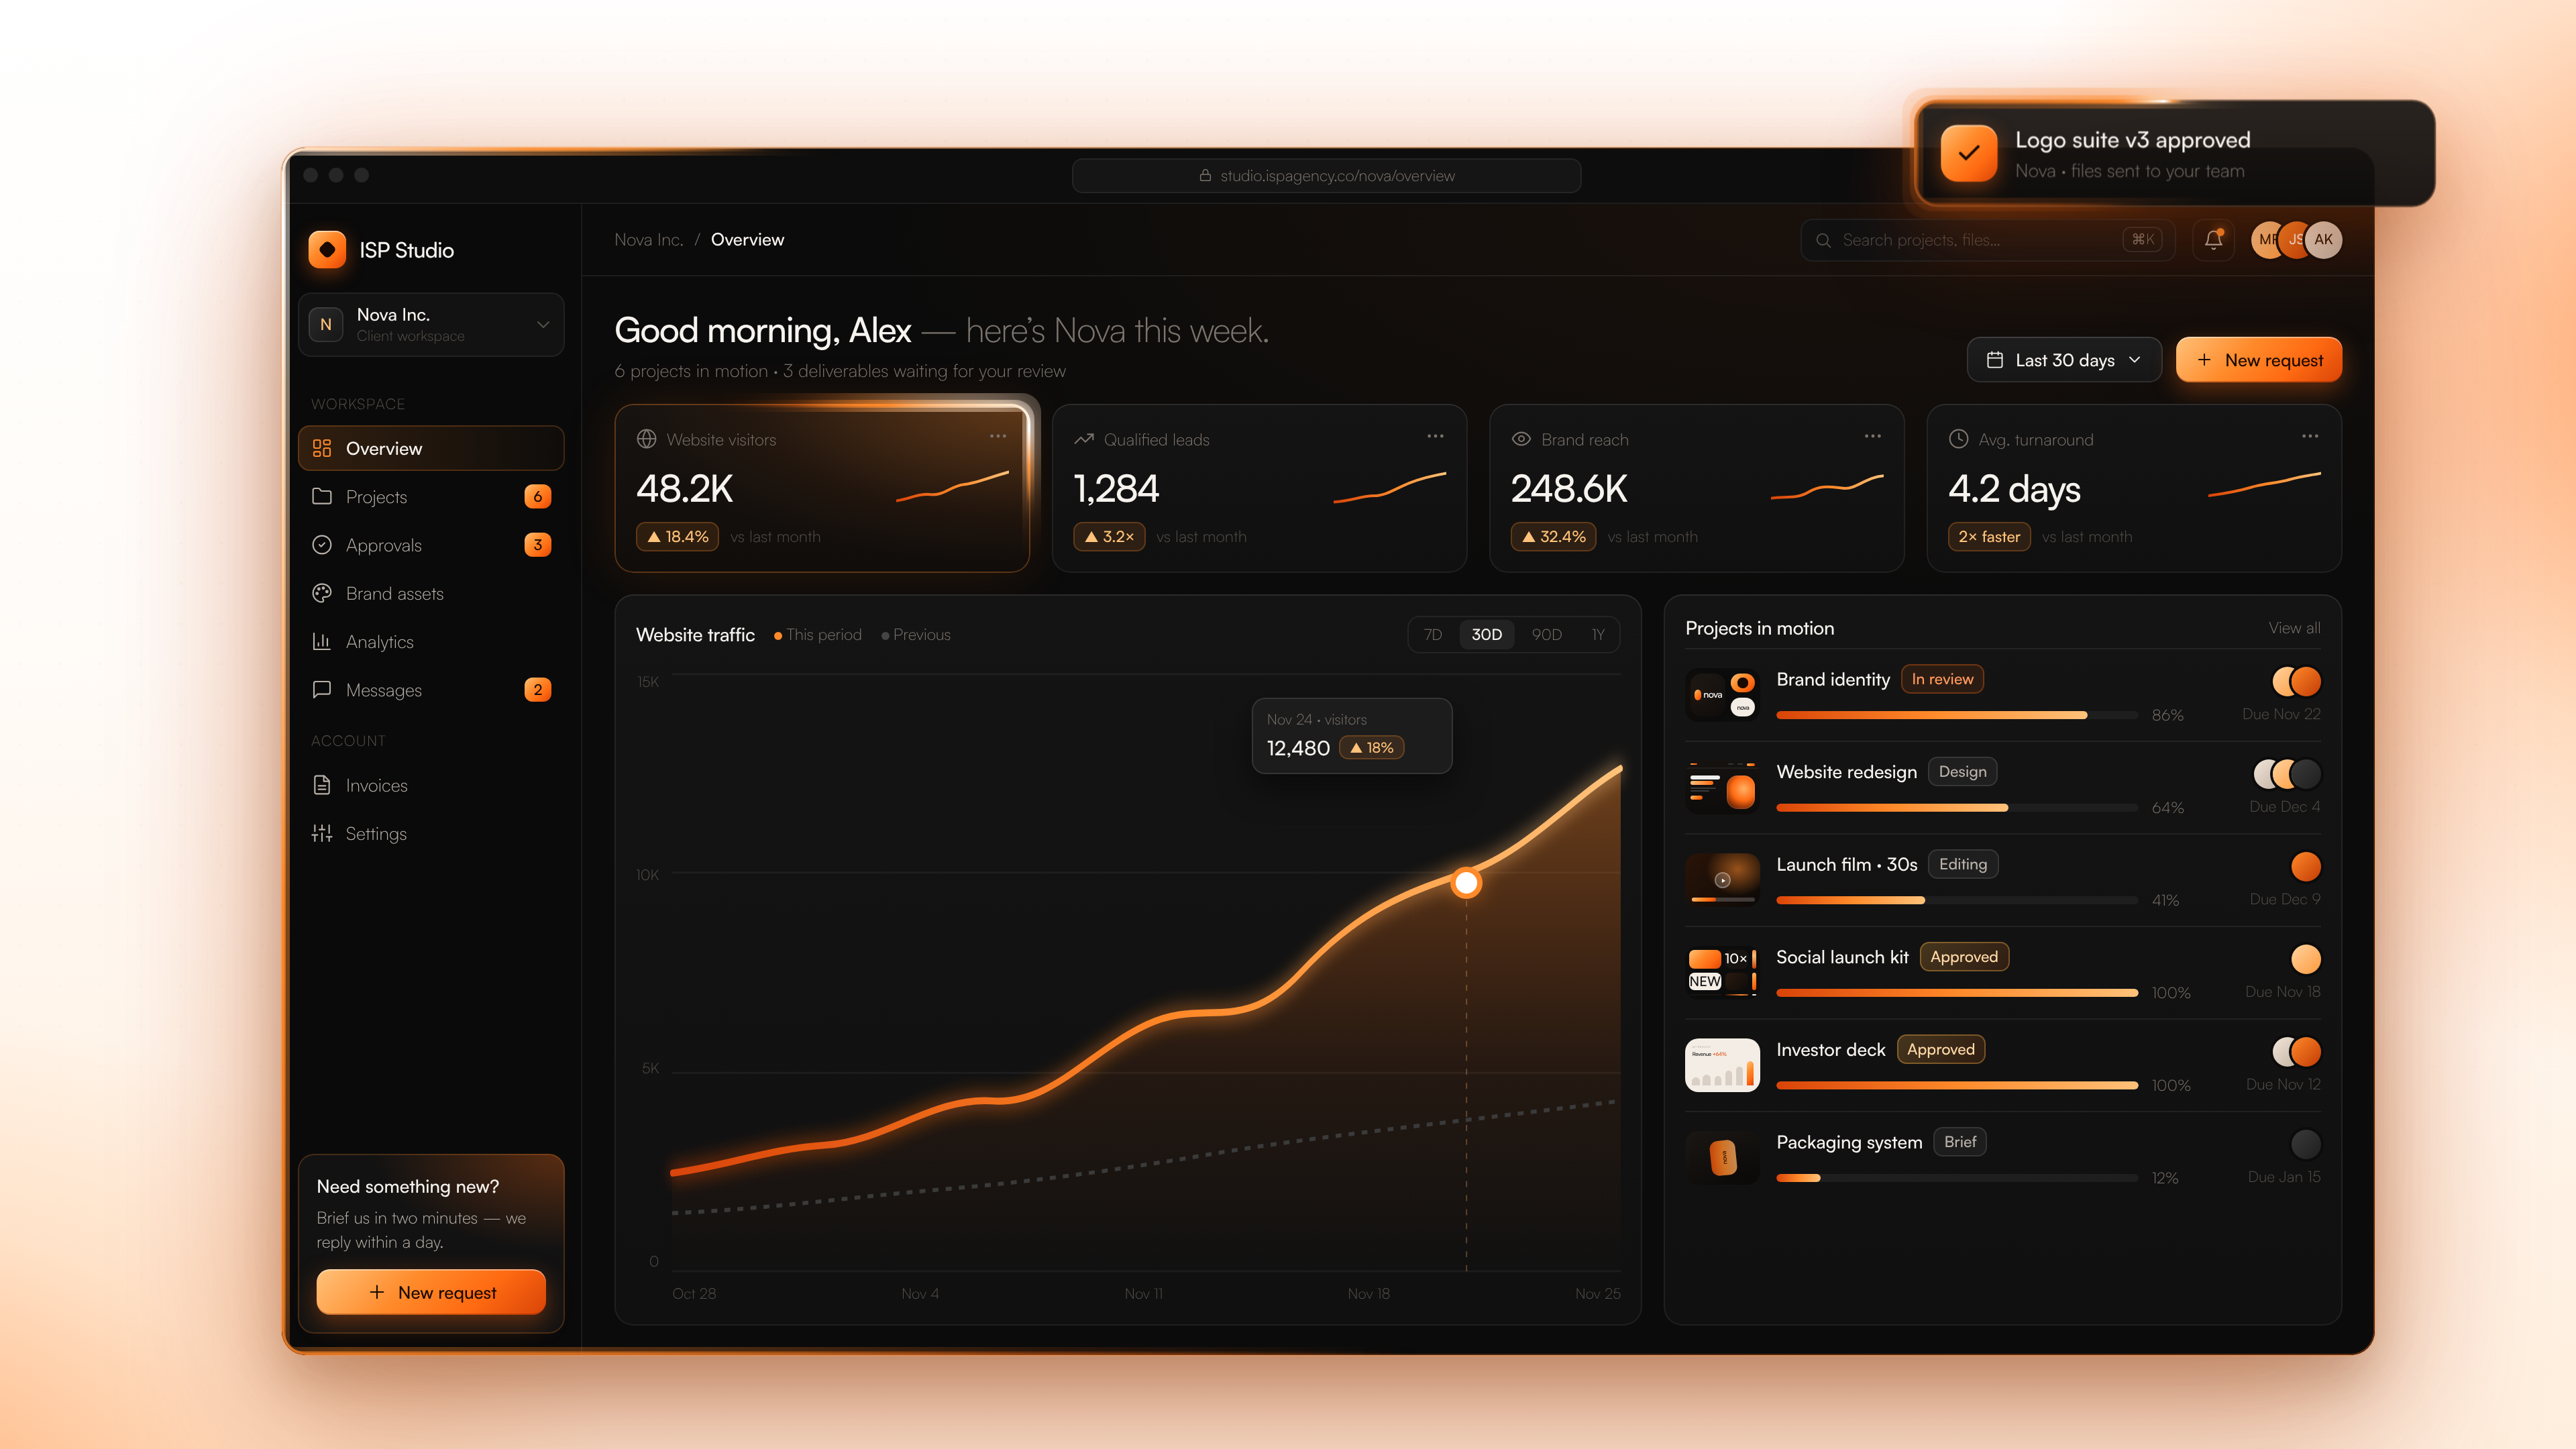 Logo suite v3 approved
Nova · files sent to your team
studio.ispagency.co/nova/overview
ISP Studio
N
Nova Inc.
Client workspace
WORKSPACE
Overview
Projects 6
Approvals 3
Brand assets
Analytics
Messages 2
ACCOUNT
Invoices
Settings
Need something new?
Brief us in two minutes — we
reply within a day.
+ New request
Nova Inc. / Overview
Search projects, files... ⌘K
JS AK
Good morning, Alex — here's Nova this week.
6 projects in motion · 3 deliverables waiting for your review
Last 30 days
+ New request
Website visitors
48.2K
▲ 18.4% vs last month
Qualified leads
1,284
▲ 3.2× vs last month
Brand reach
248.6K
▲ 32.4% vs last month
Avg. turnaround
4.2 days
2× faster vs last month
Website traffic This period Previous
7D 30D 90D 1Y
15K
10K
5K
0
Nov 24 · visitors
12,480 ▲ 18%
Oct 28 Nov 4 Nov 11 Nov 18 Nov 25
Projects in motion View all
nova
nova
Brand identity In review
86% Due Nov 22
Website redesign Design
64% Due Dec 4
Launch film · 30s Editing
41% Due Dec 9
10×
NEW
Social launch kit Approved
100% Due Nov 18
Revenue +64%
Investor deck Approved
100% Due Nov 12
nova
Packaging system Brief
12% Due Jan 15